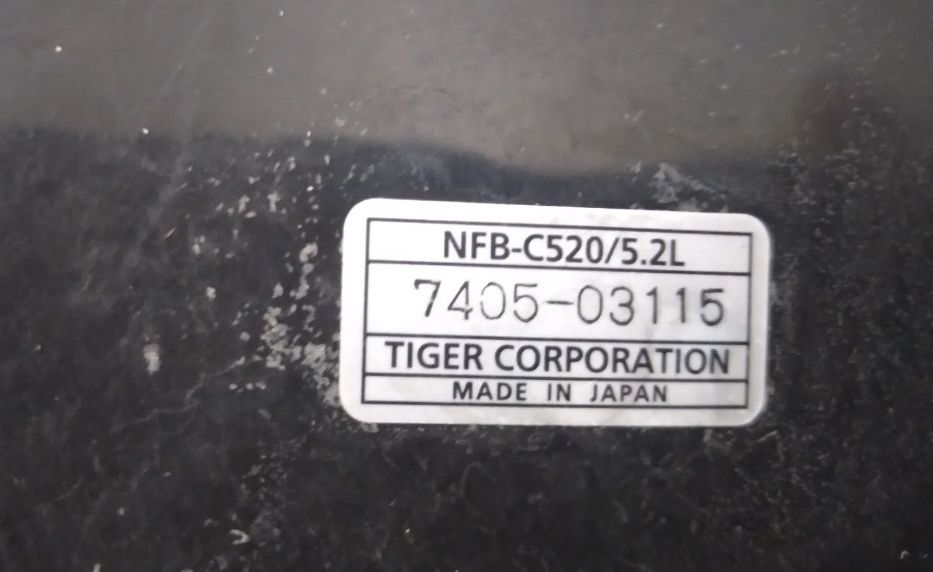 NFB-C520/5.2L
7405-03115
TIGER CORPORATION
MADE IN JAPAN